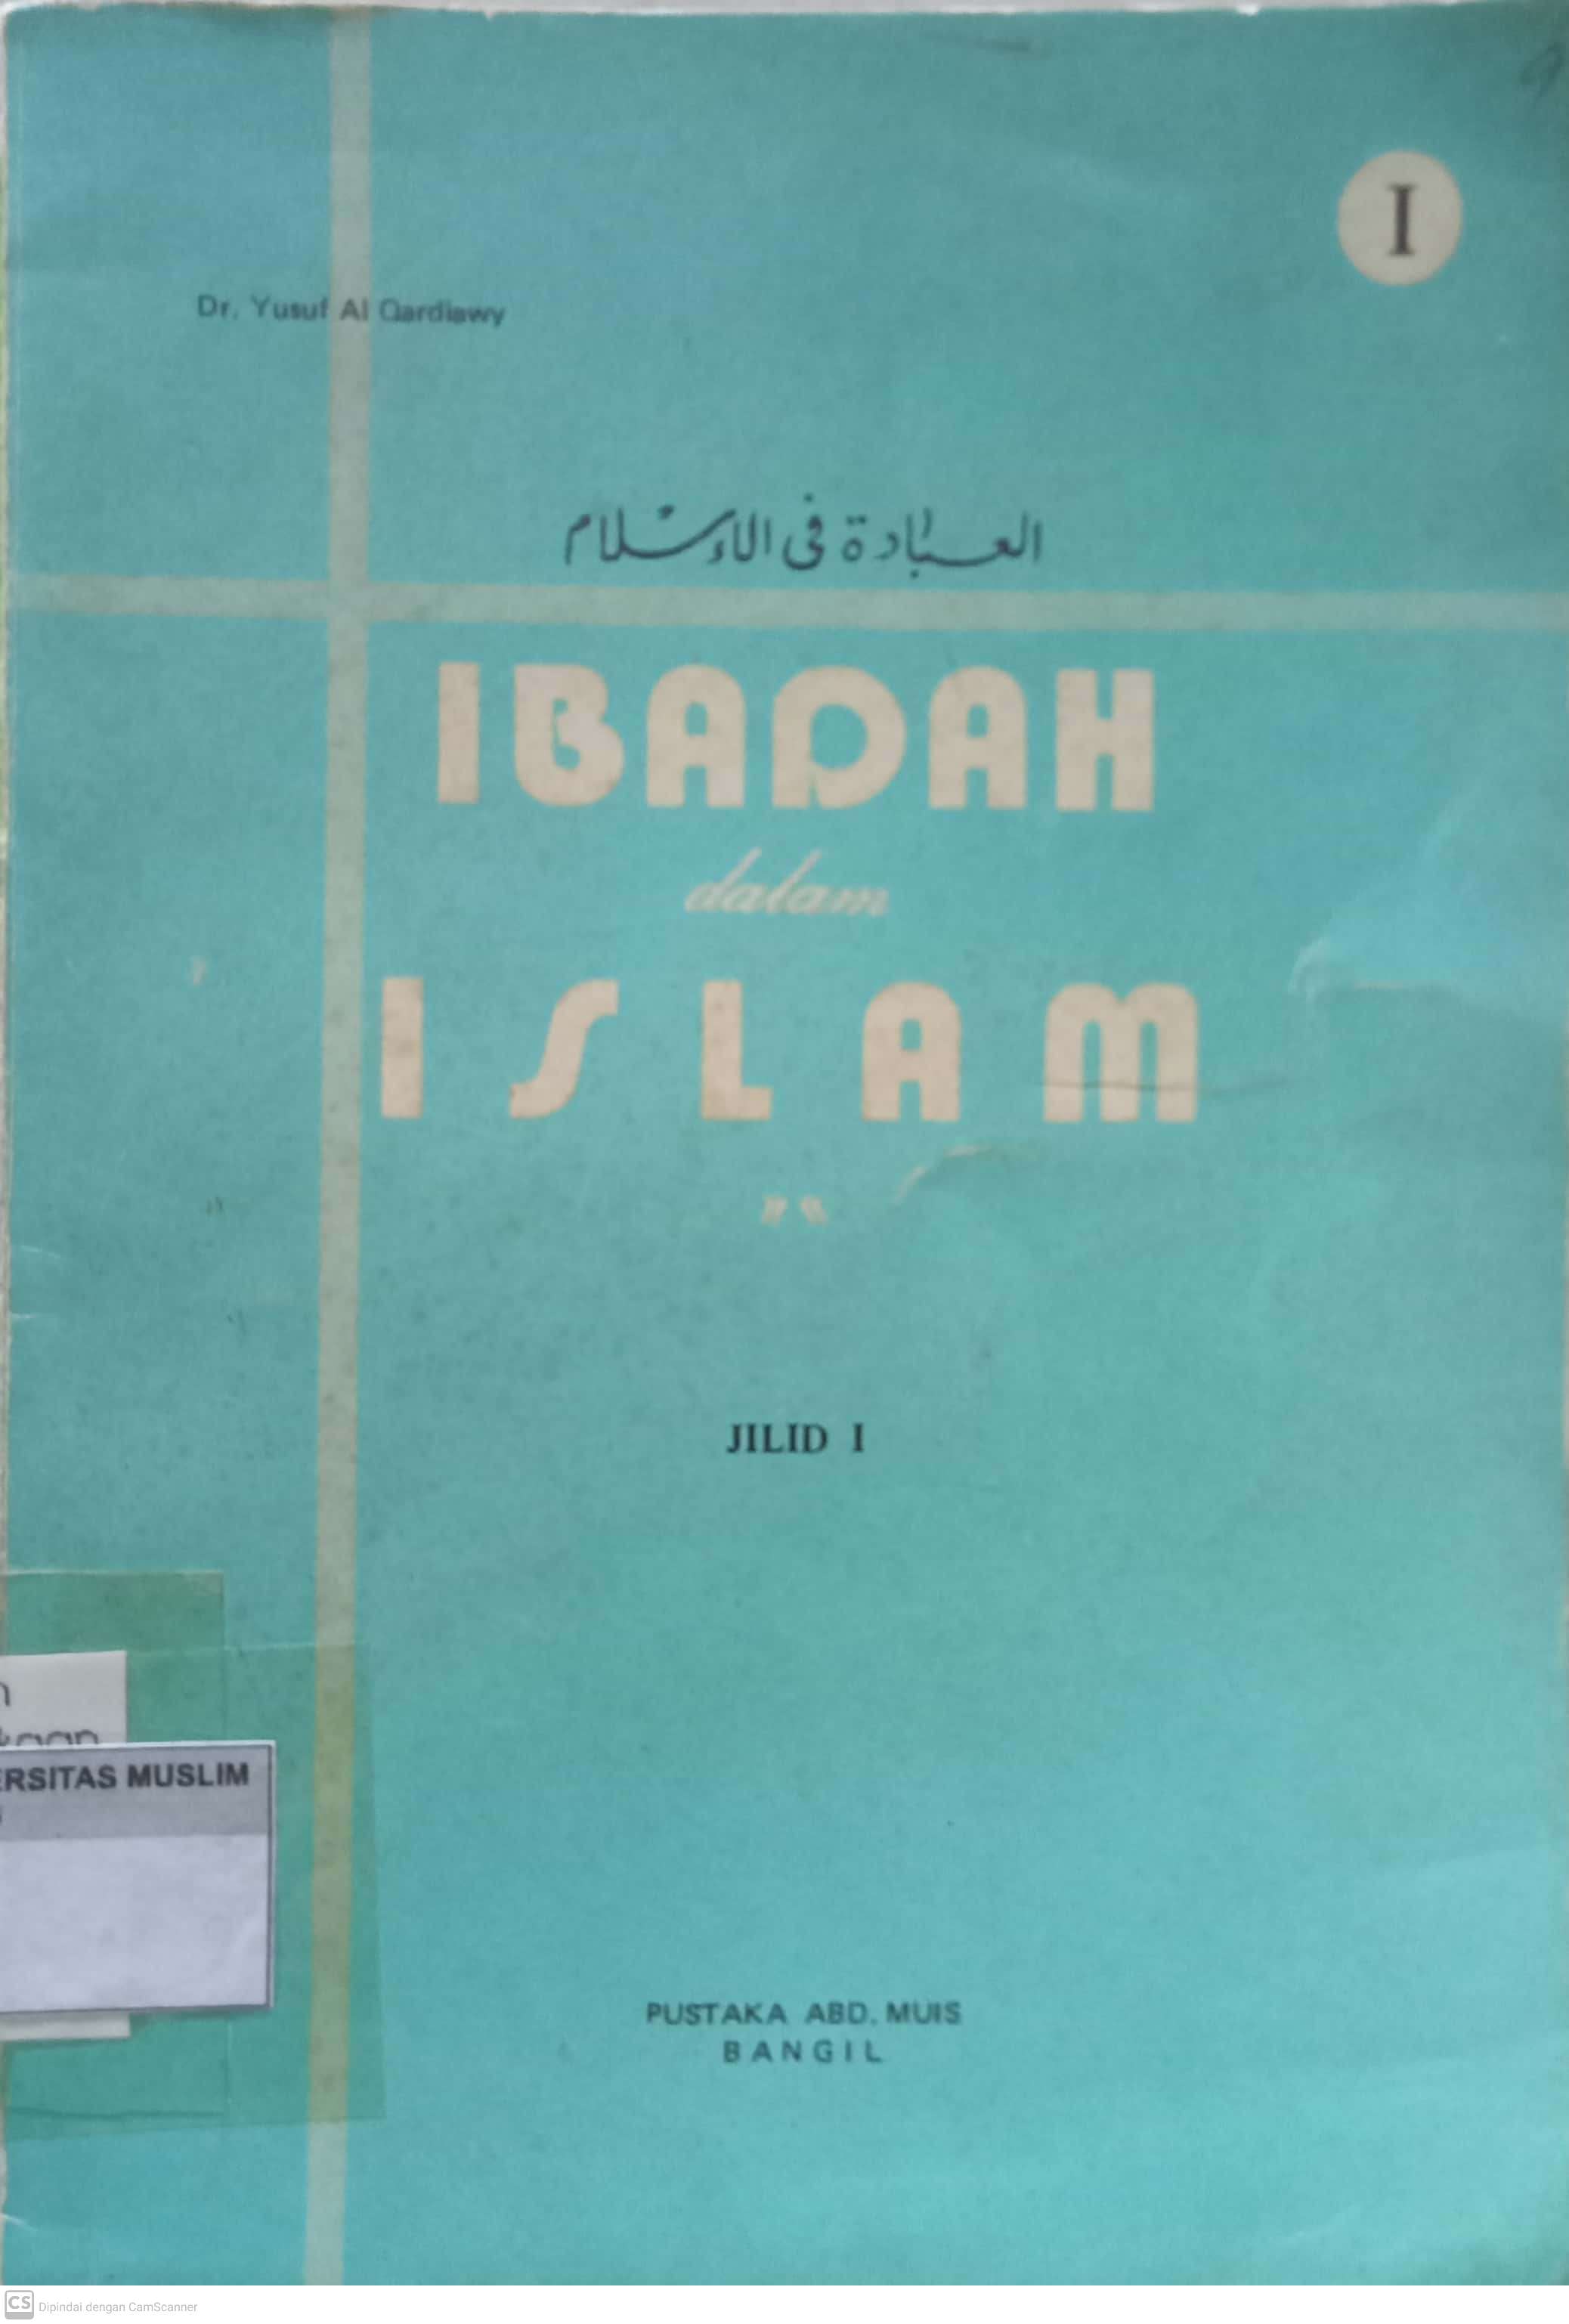 I
Dr. Yusuf Al Qardlawy
العبادة فى الاسلام
IBADAH
dalam
ISLAM
JILID I
ERSITAS MUSLIM
PUSTAKA ABD. MUIS
BANGIL
CS Dipindai dengan CamScanner